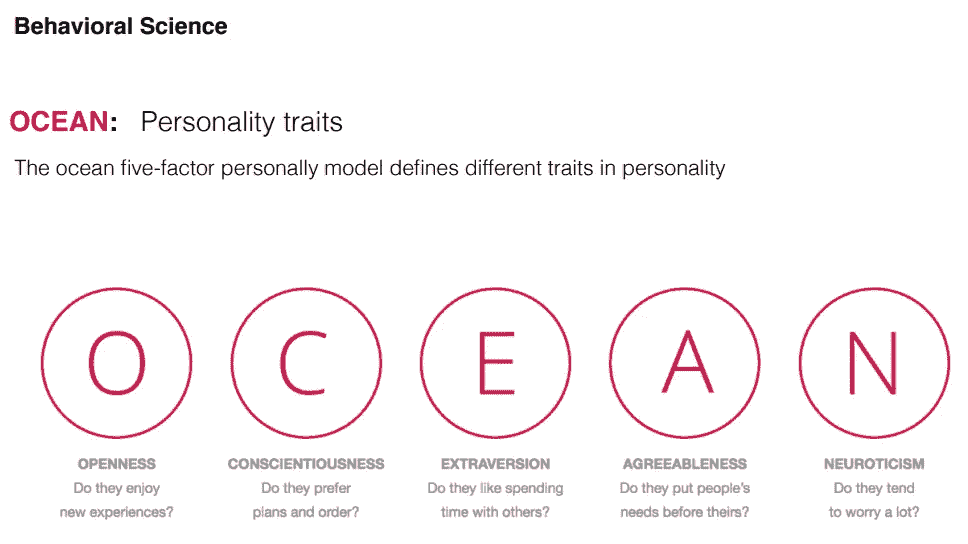 Behavioral Science
OCEAN: Personality traits
The ocean five-factor personally model defines different traits in personality
O C E A N
OPENNESS
Do they enjoy
new experiences?
CONSCIENTIOUSNESS
Do they prefer
plans and order?
EXTRAVERSION
Do they like spending
time with others?
AGREEABLENESS
Do they put people's
needs before theirs?
NEUROTICISM
Do they tend
to worry a lot?